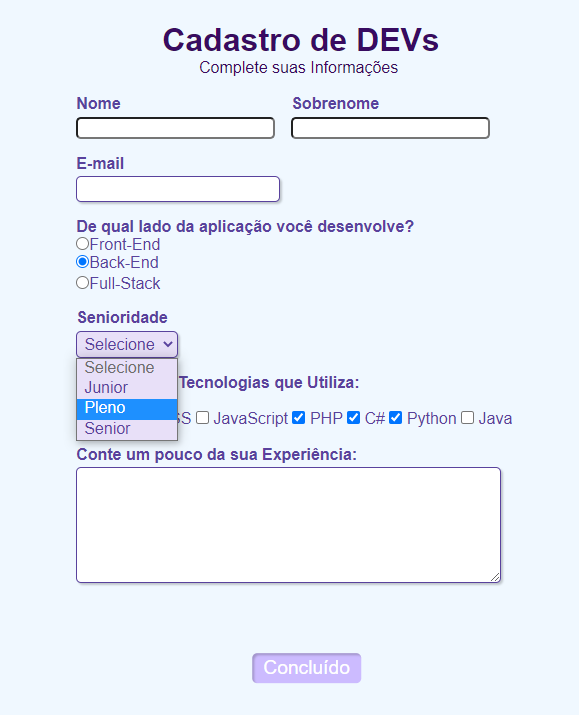 Cadastro de DEVs
Complete suas Informações
Nome Sobrenome
E-mail
De qual lado da aplicação você desenvolve?
Front-End
Back-End
Full-Stack
Senioridade
Selecione
Selecione
Junior
Tecnologias que Utiliza:
Pleno
JavaScript PHP C# Python Java
Senior
Conte um pouco da sua Experiência:
Concluído